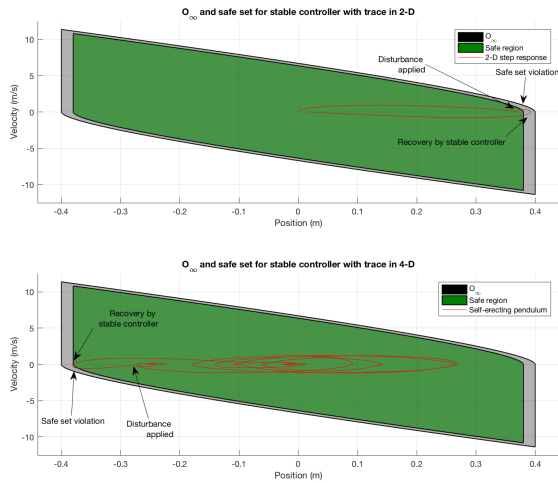 O∞ and safe set for stable controller with trace in 2-D
O∞
Safe region
2-D step response
Disturbance
applied
Safe set violation
Recovery by stable controller
Velocity (m/s)
10
5
0
-5
-10
-0.4 -0.3 -0.2 -0.1 0 0.1 0.2 0.3 0.4
Position (m)
O∞ and safe set for stable controller with trace in 4-D
O∞
Safe region
Self-erecting pendulum
Recovery by
stable controller
Safe set violation
Disturbance
applied
Velocity (m/s)
10
5
0
-5
-10
-0.4 -0.3 -0.2 -0.1 0 0.1 0.2 0.3 0.4
Position (m)